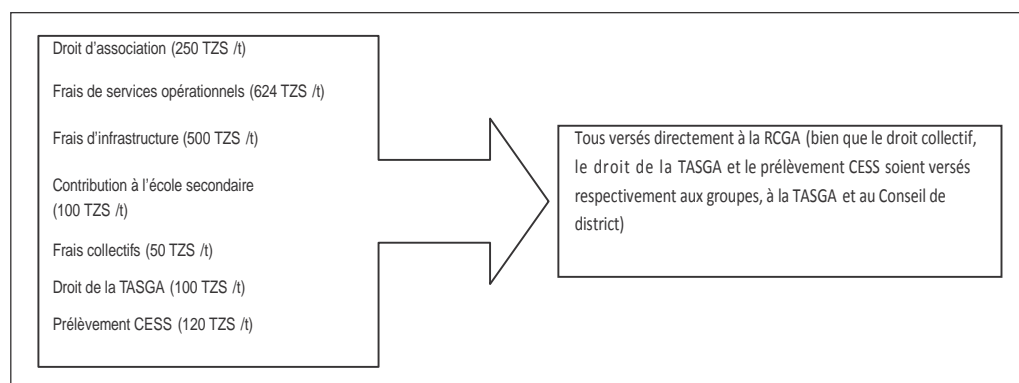 Droit d'association (250 TZS /t)
Frais de services opérationnels (624 TZS /t)
Frais d'infrastructure (500 TZS /t)
Contribution à l'école secondaire
(100 TZS /t)
Frais collectifs (50 TZS /t)
Droit de la TASGA (100 TZS /t)
Prélèvement CESS (120 TZS /t)
Tous versés directement à la RCGA (bien que le droit collectif,
le droit de la TASGA et le prélèvement CESS soient versés
respectivement aux groupes, à la TASGA et au Conseil de
district)